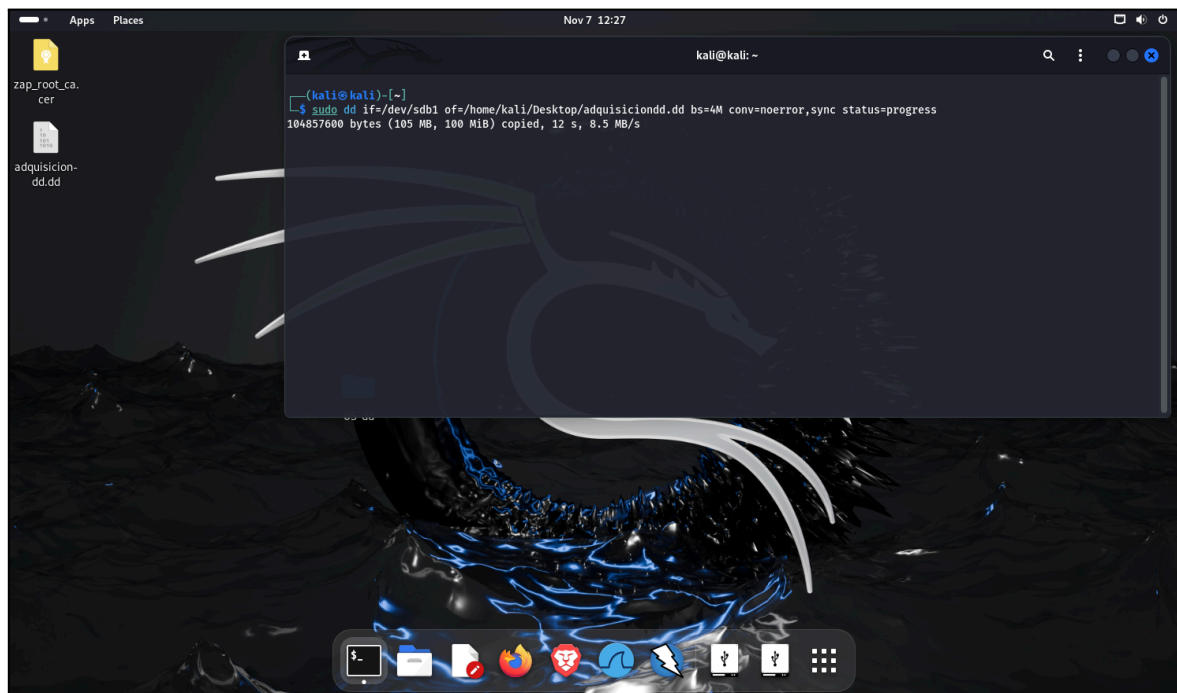 Apps Places
Nov 7 12:27
zap_root_ca.
cer
adquisicion-
dd.dd
kali@kali: ~
(kali㉿kali)-[~]
$ sudo dd if=/dev/sdb1 of=/home/kali/Desktop/adquisiciondd.dd bs=4M conv=noerror,sync status=progress
104857600 bytes (105 MB, 100 MiB) copied, 12 s, 8.5 MB/s